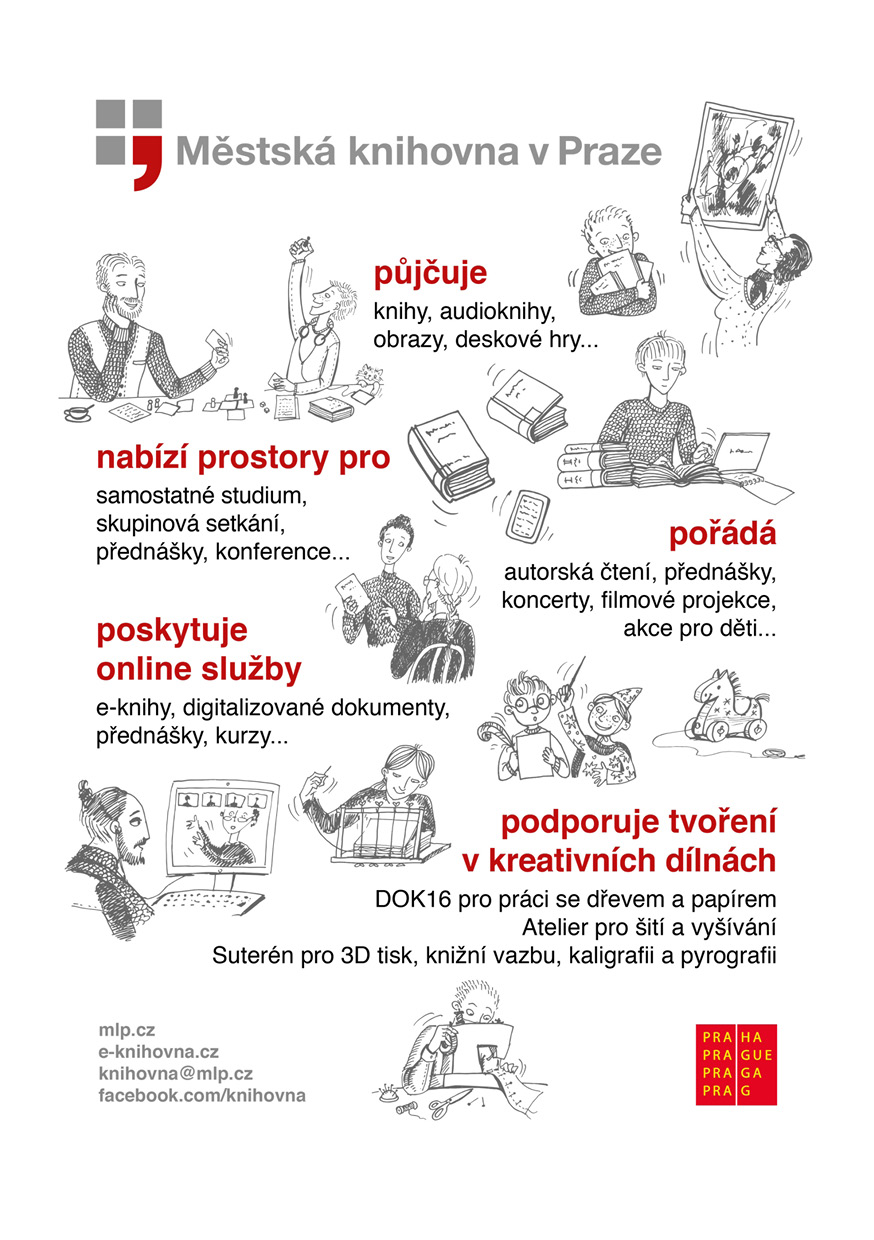 Městská knihovna v Praze
půjčuje
knihy, audioknihy,
obrazy, deskové hry...
nabízí prostory pro
samostatné studium,
skupinová setkání,
přednášky, konference...
pořádá
autorská čtení, přednášky,
koncerty, filmové projekce,
akce pro děti...
poskytuje
online služby
e-knihy, digitalizované dokumenty,
přednášky, kurzy...
podporuje tvoření
v kreativních dílnách
DOK16 pro práci se dřevem a papírem
Atelier pro šití a vyšívání
Suterén pro 3D tisk, knižní vazbu, kaligrafii a pyrografii
mlp.cz
e-knihovna.cz
knihovna@mlp.cz
facebook.com/knihovna
PRA HA
PRA GUE
PRA GA
PRA G